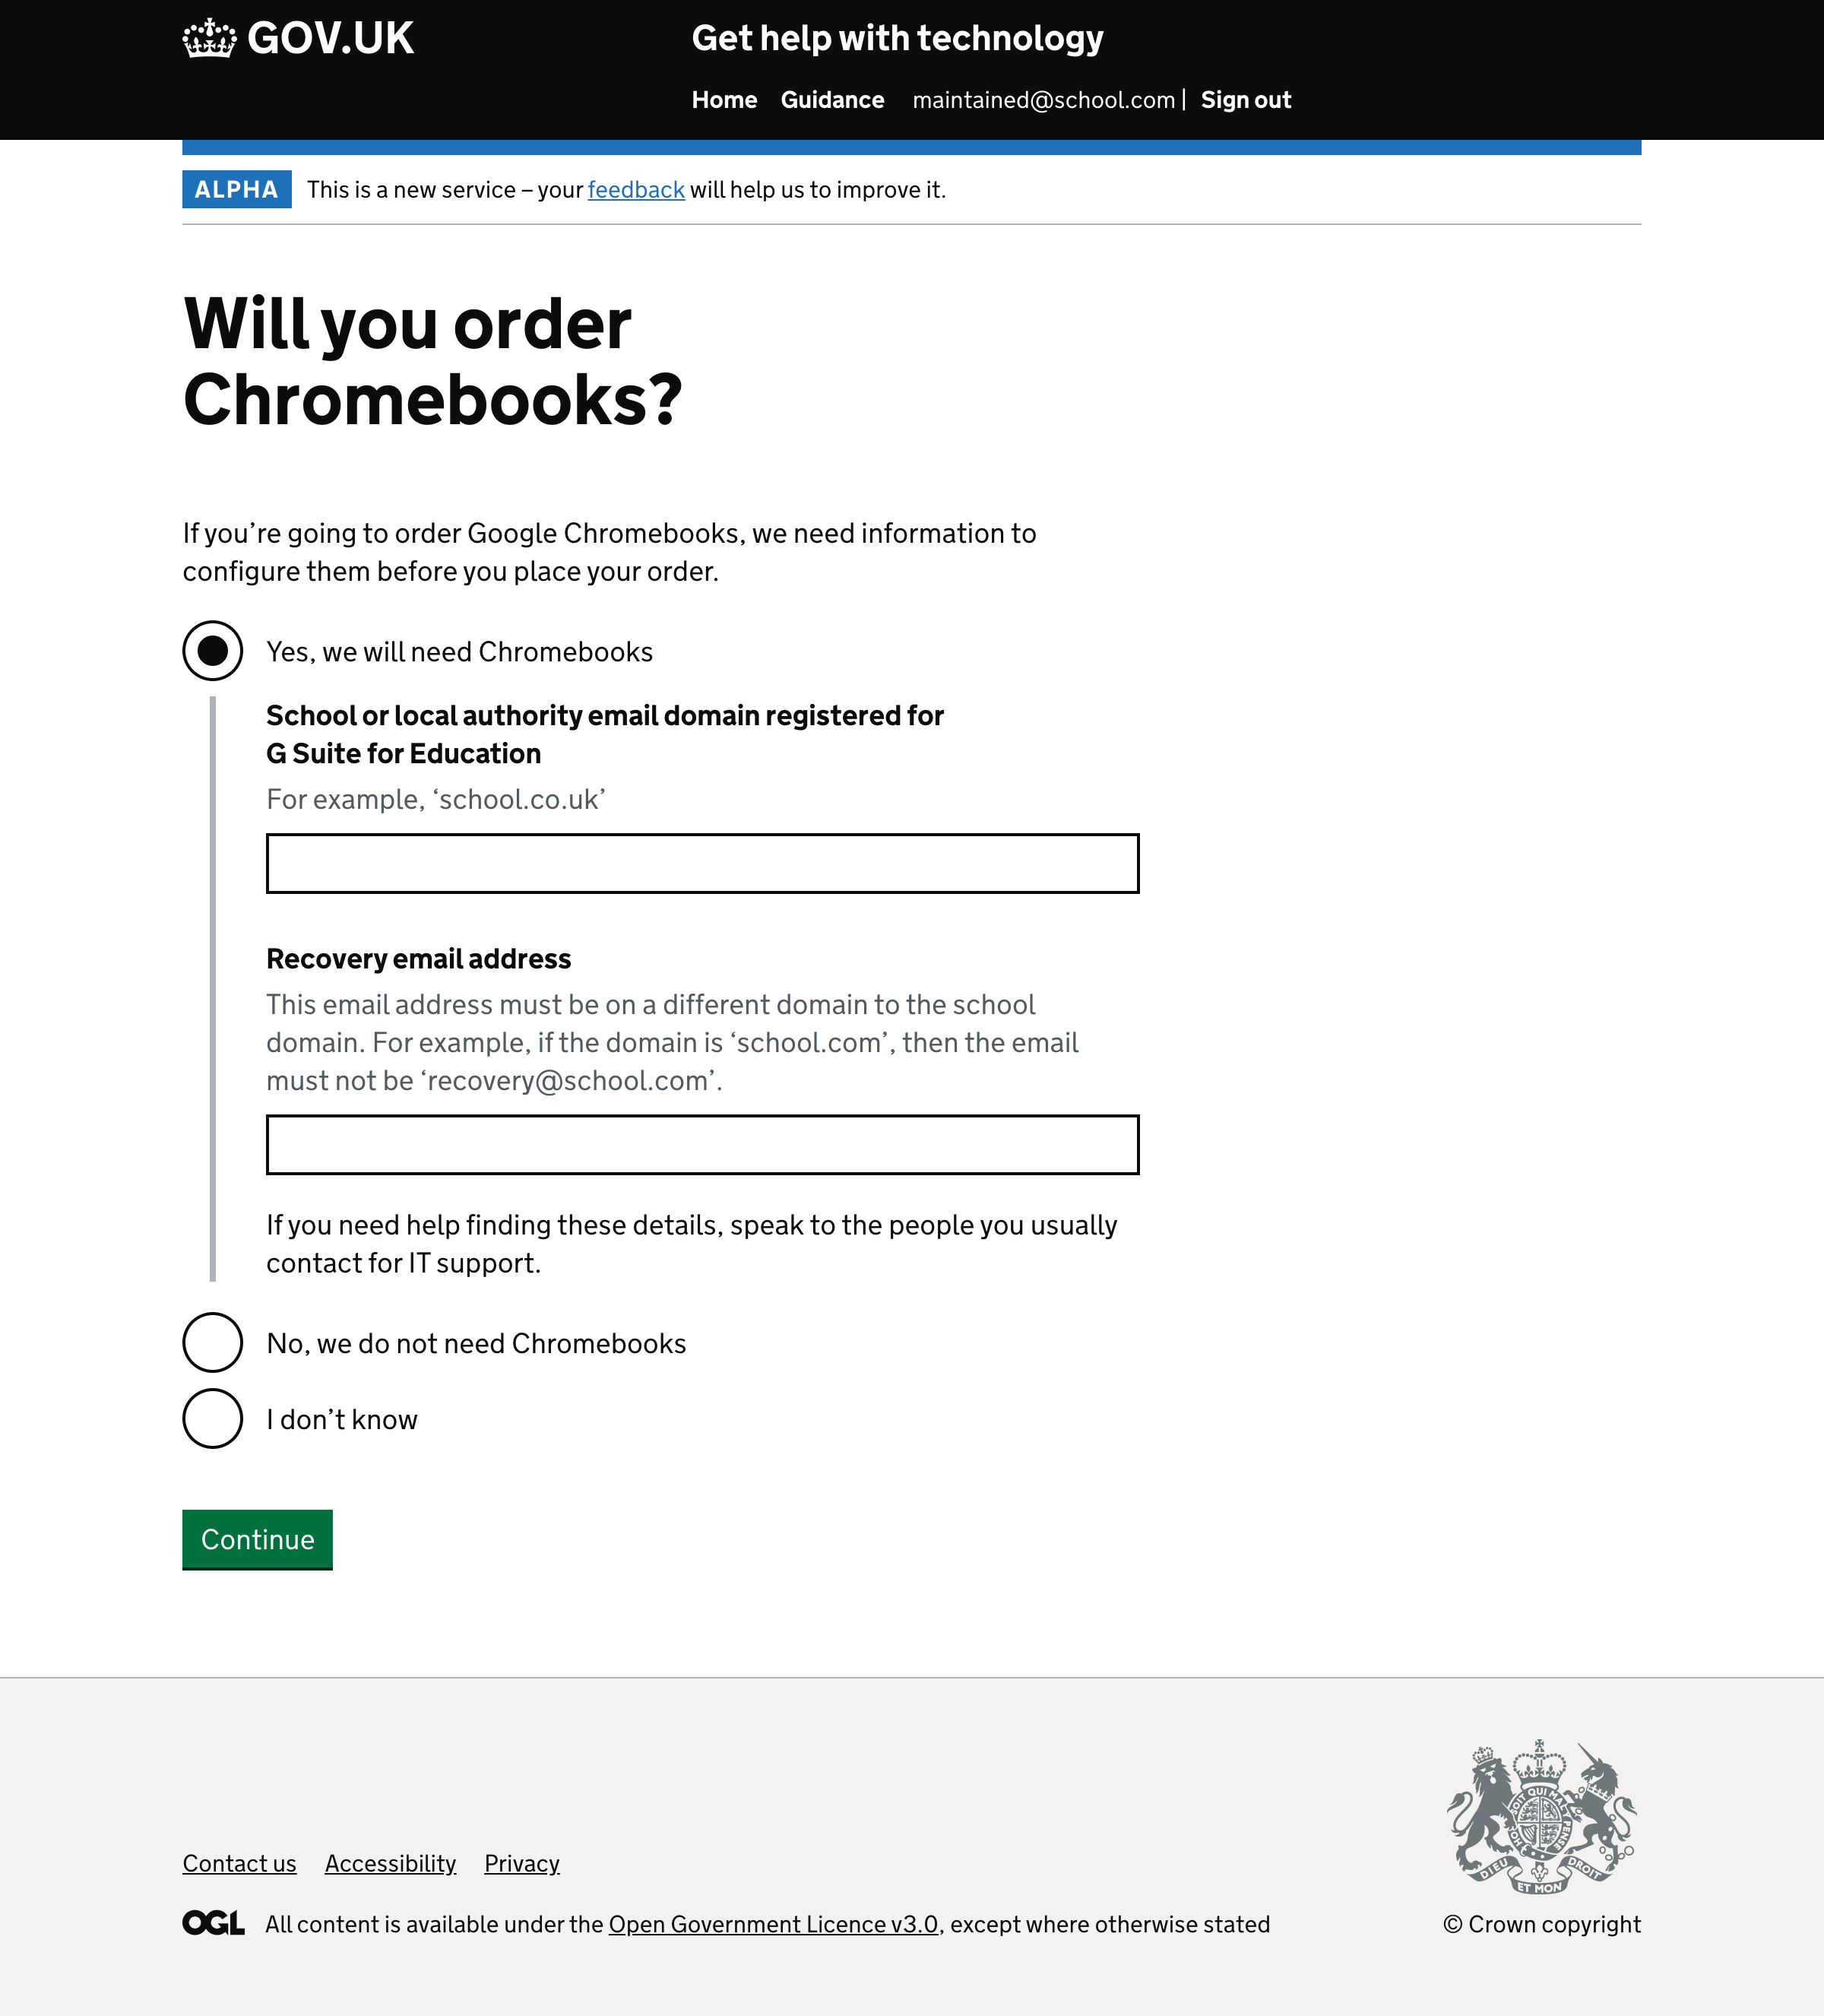 GOV.UK
Get help with technology
Home Guidance maintained@school.com | Sign out
ALPHA This is a new service – your feedback will help us to improve it.
Will you order
Chromebooks?
If you’re going to order Google Chromebooks, we need information to
configure them before you place your order.
Yes, we will need Chromebooks
School or local authority email domain registered for
G Suite for Education
For example, ‘school.co.uk’
Recovery email address
This email address must be on a different domain to the school
domain. For example, if the domain is ‘school.com’, then the email
must not be ‘recovery@school.com’.
If you need help finding these details, speak to the people you usually
contact for IT support.
No, we do not need Chromebooks
I don’t know
Continue
SOIT QUI MAL PENSE HON
DIEU ET MON DROIT
Contact us Accessibility Privacy
OGL All content is available under the Open Government Licence v3.0, except where otherwise stated
© Crown copyright